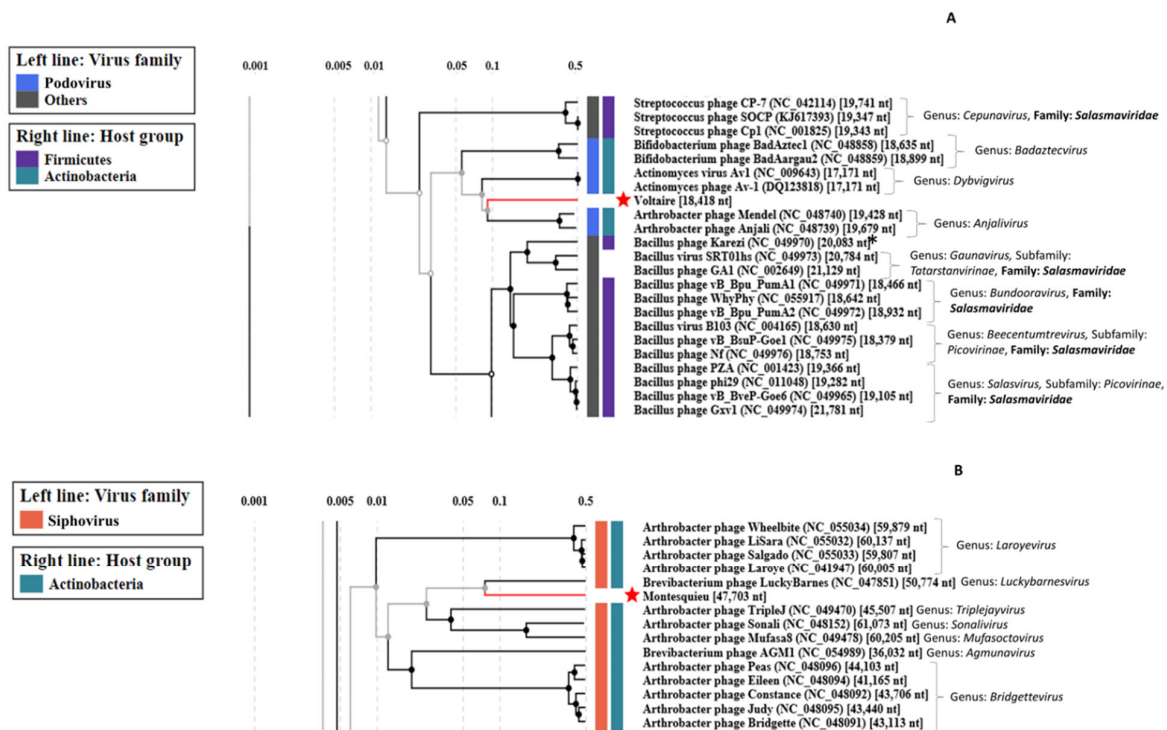 A
Left line: Virus family
Podovirus
Others
Right line: Host group
Firmicutes
Actinobacteria
0.001 0.005 0.01 0.05 0.1 0.5
Streptococcus phage CP-7 (NC_042114) [19,741 nt]
Streptococcus phage SOCP (KJ617393) [19,347 nt]
Streptococcus phage Cp1 (NC_001825) [19,343 nt]
Genus: Cepunavirus, Family: Salasmaviridae
Bifidobacterium phage BadAztec1 (NC_048858) [18,635 nt]
Bifidobacterium phage BadAargau2 (NC_048859) [18,899 nt]
Genus: Badaztecvirus
Actinomyces virus Av1 (NC_009643) [17,171 nt]
Actinomyces phage Av-1 (DQ123818) [17,171 nt]
Genus: Dybvigvirus
Voltaire [18,418 nt]
Arthrobacter phage Mendel (NC_048740) [19,428 nt]
Arthrobacter phage Anjali (NC_048739) [19,679 nt]
Genus: Anjalivirus
Bacillus phage Karezi (NC_049970) [20,083 nt]*
Bacillus virus SRT01hs (NC_049973) [20,784 nt]
Bacillus phage GA1 (NC_002649) [21,129 nt]
Genus: Gaunavirus, Subfamily:
Tatarstanvirinae, Family: Salasmaviridae
Bacillus phage vB_Bpu_PumA1 (NC_049971) [18,466 nt]
Bacillus phage WhyPhy (NC_055917) [18,642 nt]
Bacillus phage vB_Bpu_PumA2 (NC_049972) [18,932 nt]
Genus: Bundooravirus, Family:
Salasmaviridae
Bacillus virus B103 (NC_004165) [18,630 nt]
Bacillus phage vB_BsuP-Goe1 (NC_049975) [18,379 nt]
Bacillus phage Nf (NC_049976) [18,753 nt]
Genus: Beecentumtrevirus, Subfamily:
Picovirinae, Family: Salasmaviridae
Bacillus phage PZA (NC_001423) [19,366 nt]
Bacillus phage phi29 (NC_011048) [19,282 nt]
Bacillus phage vB_BveP-Goe6 (NC_049965) [19,105 nt]
Bacillus phage Gxv1 (NC_049974) [21,781 nt]
Genus: Salasvirus, Subfamily: Picovirinae,
Family: Salasmaviridae
B
Left line: Virus family
Siphovirus
Right line: Host group
Actinobacteria
0.001 0.005 0.01 0.05 0.1 0.5
Arthrobacter phage Wheelbite (NC_055034) [59,879 nt]
Arthrobacter phage LiSara (NC_055032) [60,137 nt]
Arthrobacter phage Salgado (NC_055033) [59,807 nt]
Arthrobacter phage Laroye (NC_041947) [60,005 nt]
Genus: Laroyevirus
Brevibacterium phage LuckyBarnes (NC_047851) [50,774 nt] Genus: Luckybarnesvirus
Montesquieu [47,703 nt]
Arthrobacter phage TripleJ (NC_049470) [45,507 nt] Genus: Triplejayvirus
Arthrobacter phage Sonali (NC_048152) [61,073 nt] Genus: Sonalivirus
Arthrobacter phage Mufasa8 (NC_049478) [60,205 nt] Genus: Mufasoctovirus
Brevibacterium phage AGM1 (NC_054989) [36,032 nt] Genus: Agmunavirus
Arthrobacter phage Peas (NC_048096) [44,103 nt]
Arthrobacter phage Eileen (NC_048094) [41,165 nt]
Arthrobacter phage Constance (NC_048092) [43,706 nt]
Arthrobacter phage Judy (NC_048095) [43,440 nt]
Arthrobacter phage Bridgette (NC_048091) [43,113 nt]
Genus: Bridgettevirus